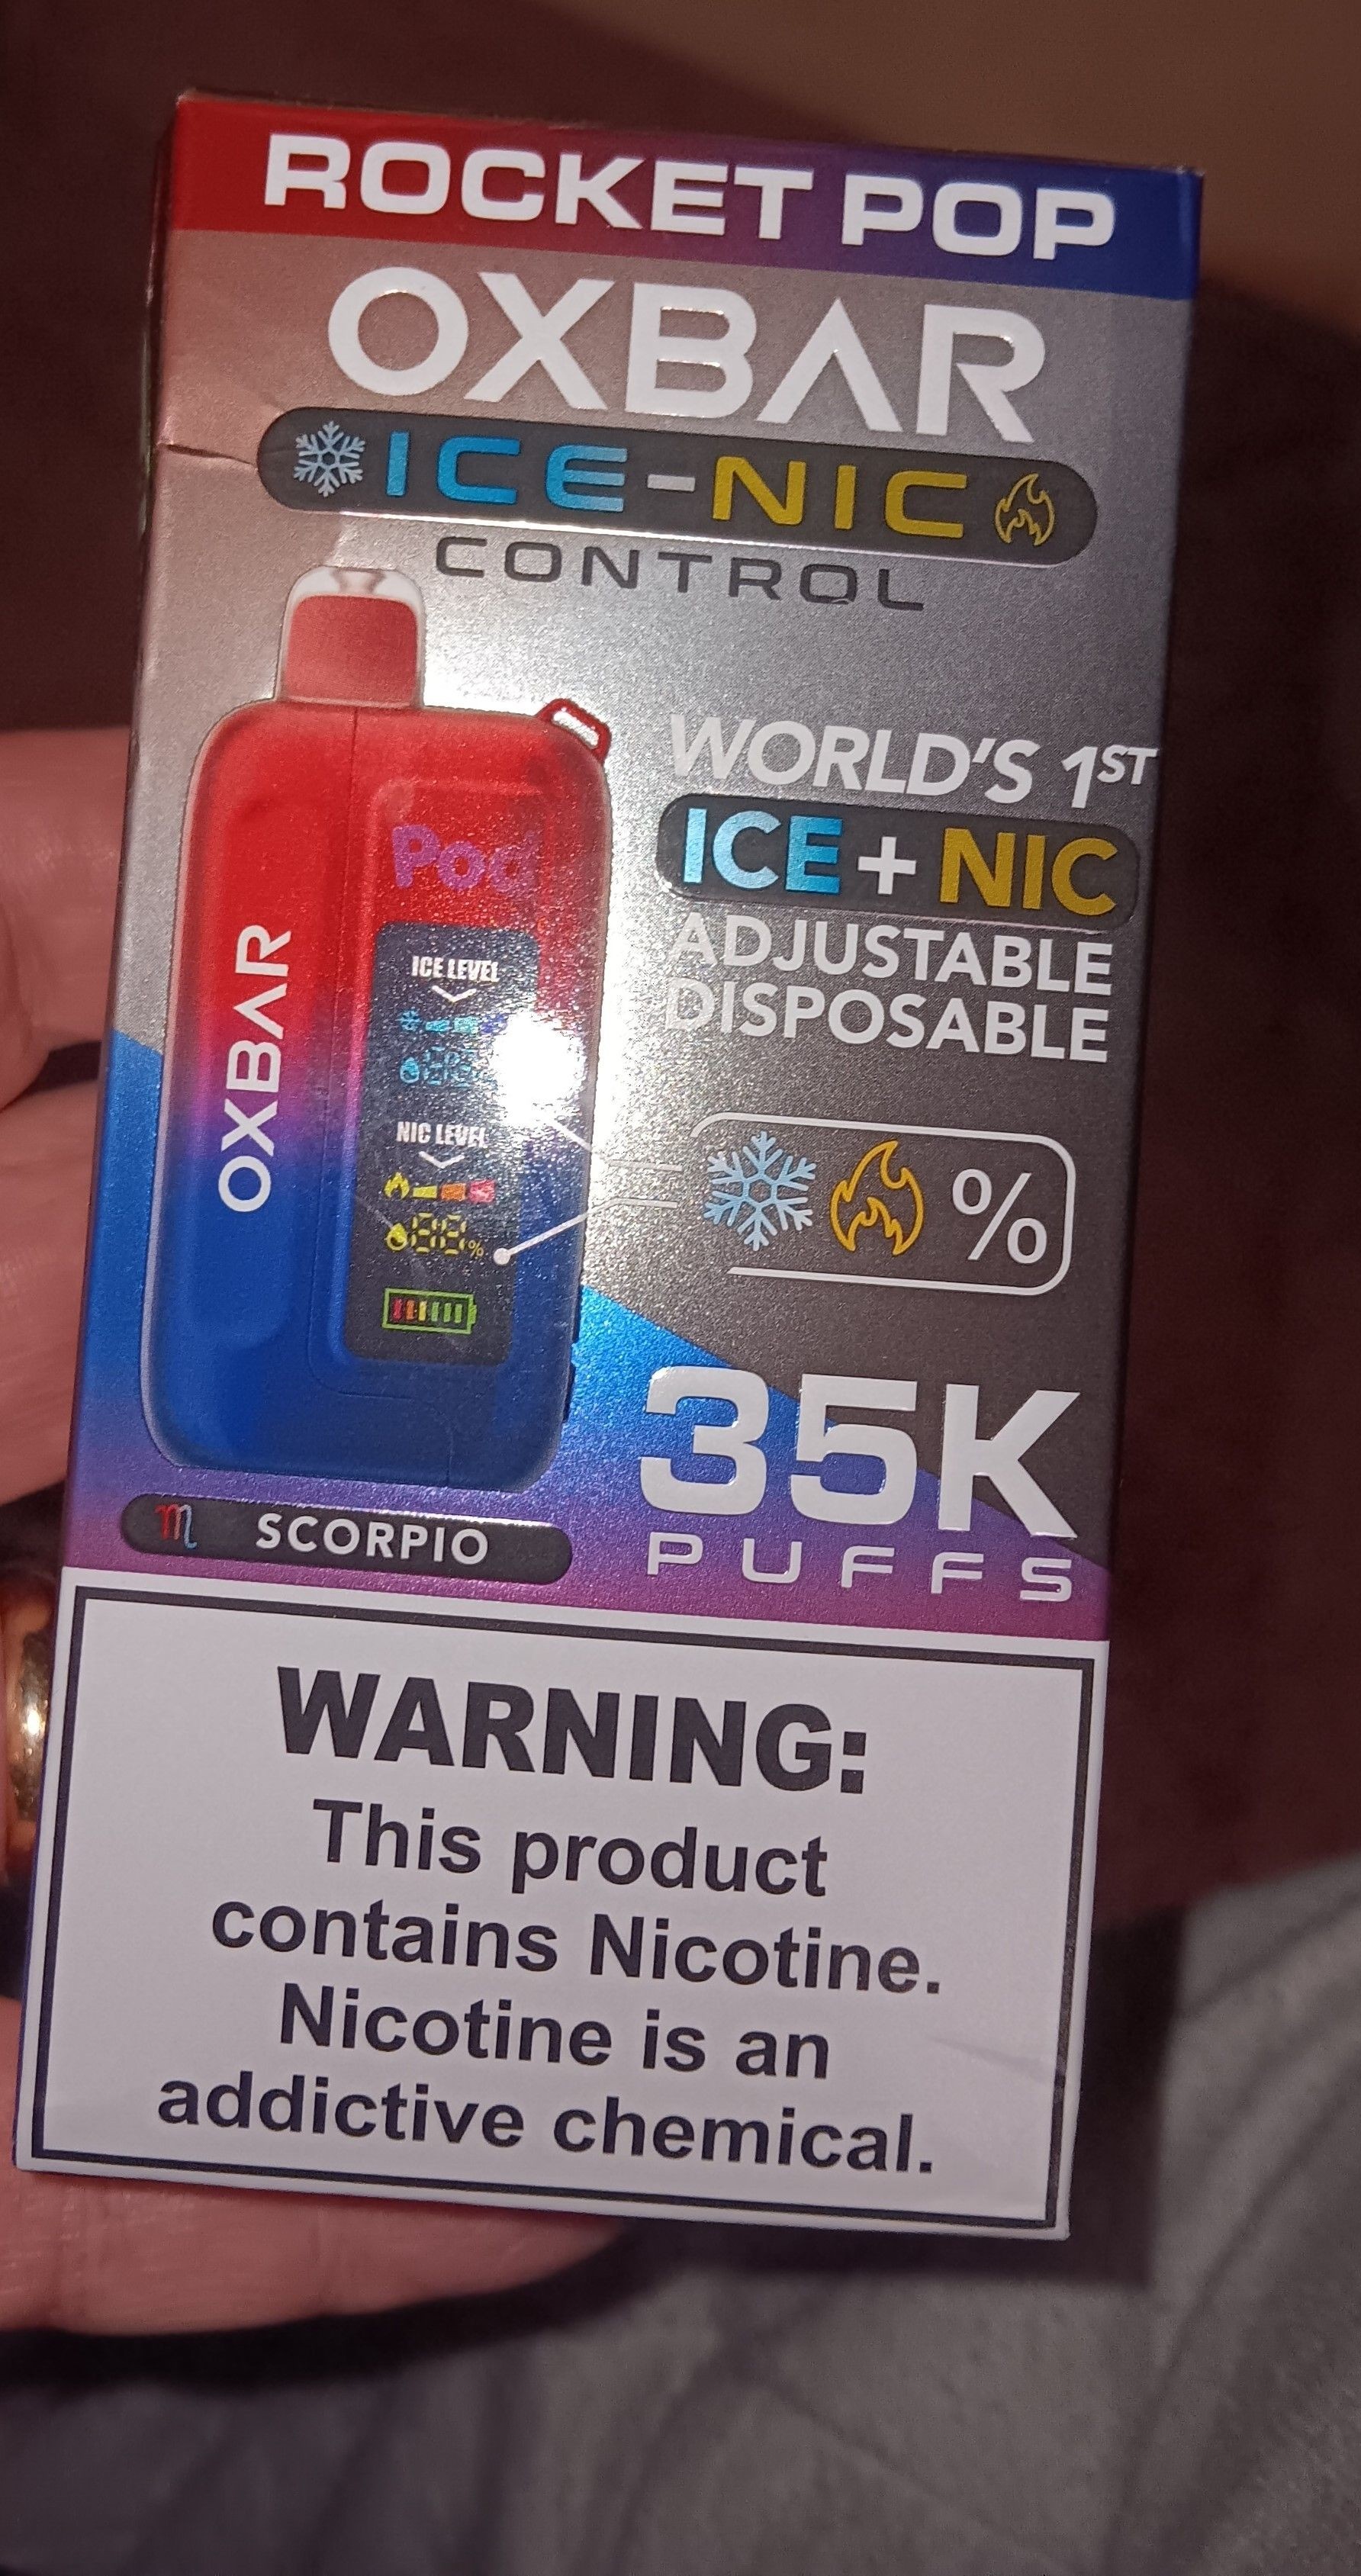 ROCKET POP
OXBAR
ICE-NIC
CONTROL
WORLD'S 1ST
ICE + NIC
ADJUSTABLE
DISPOSABLE
Pod
OXBAR
ICE LEVEL
NIC LEVEL
88%
%
35K
PUFFS
♏ SCORPIO
WARNING:
This product
contains Nicotine.
Nicotine is an
addictive chemical.